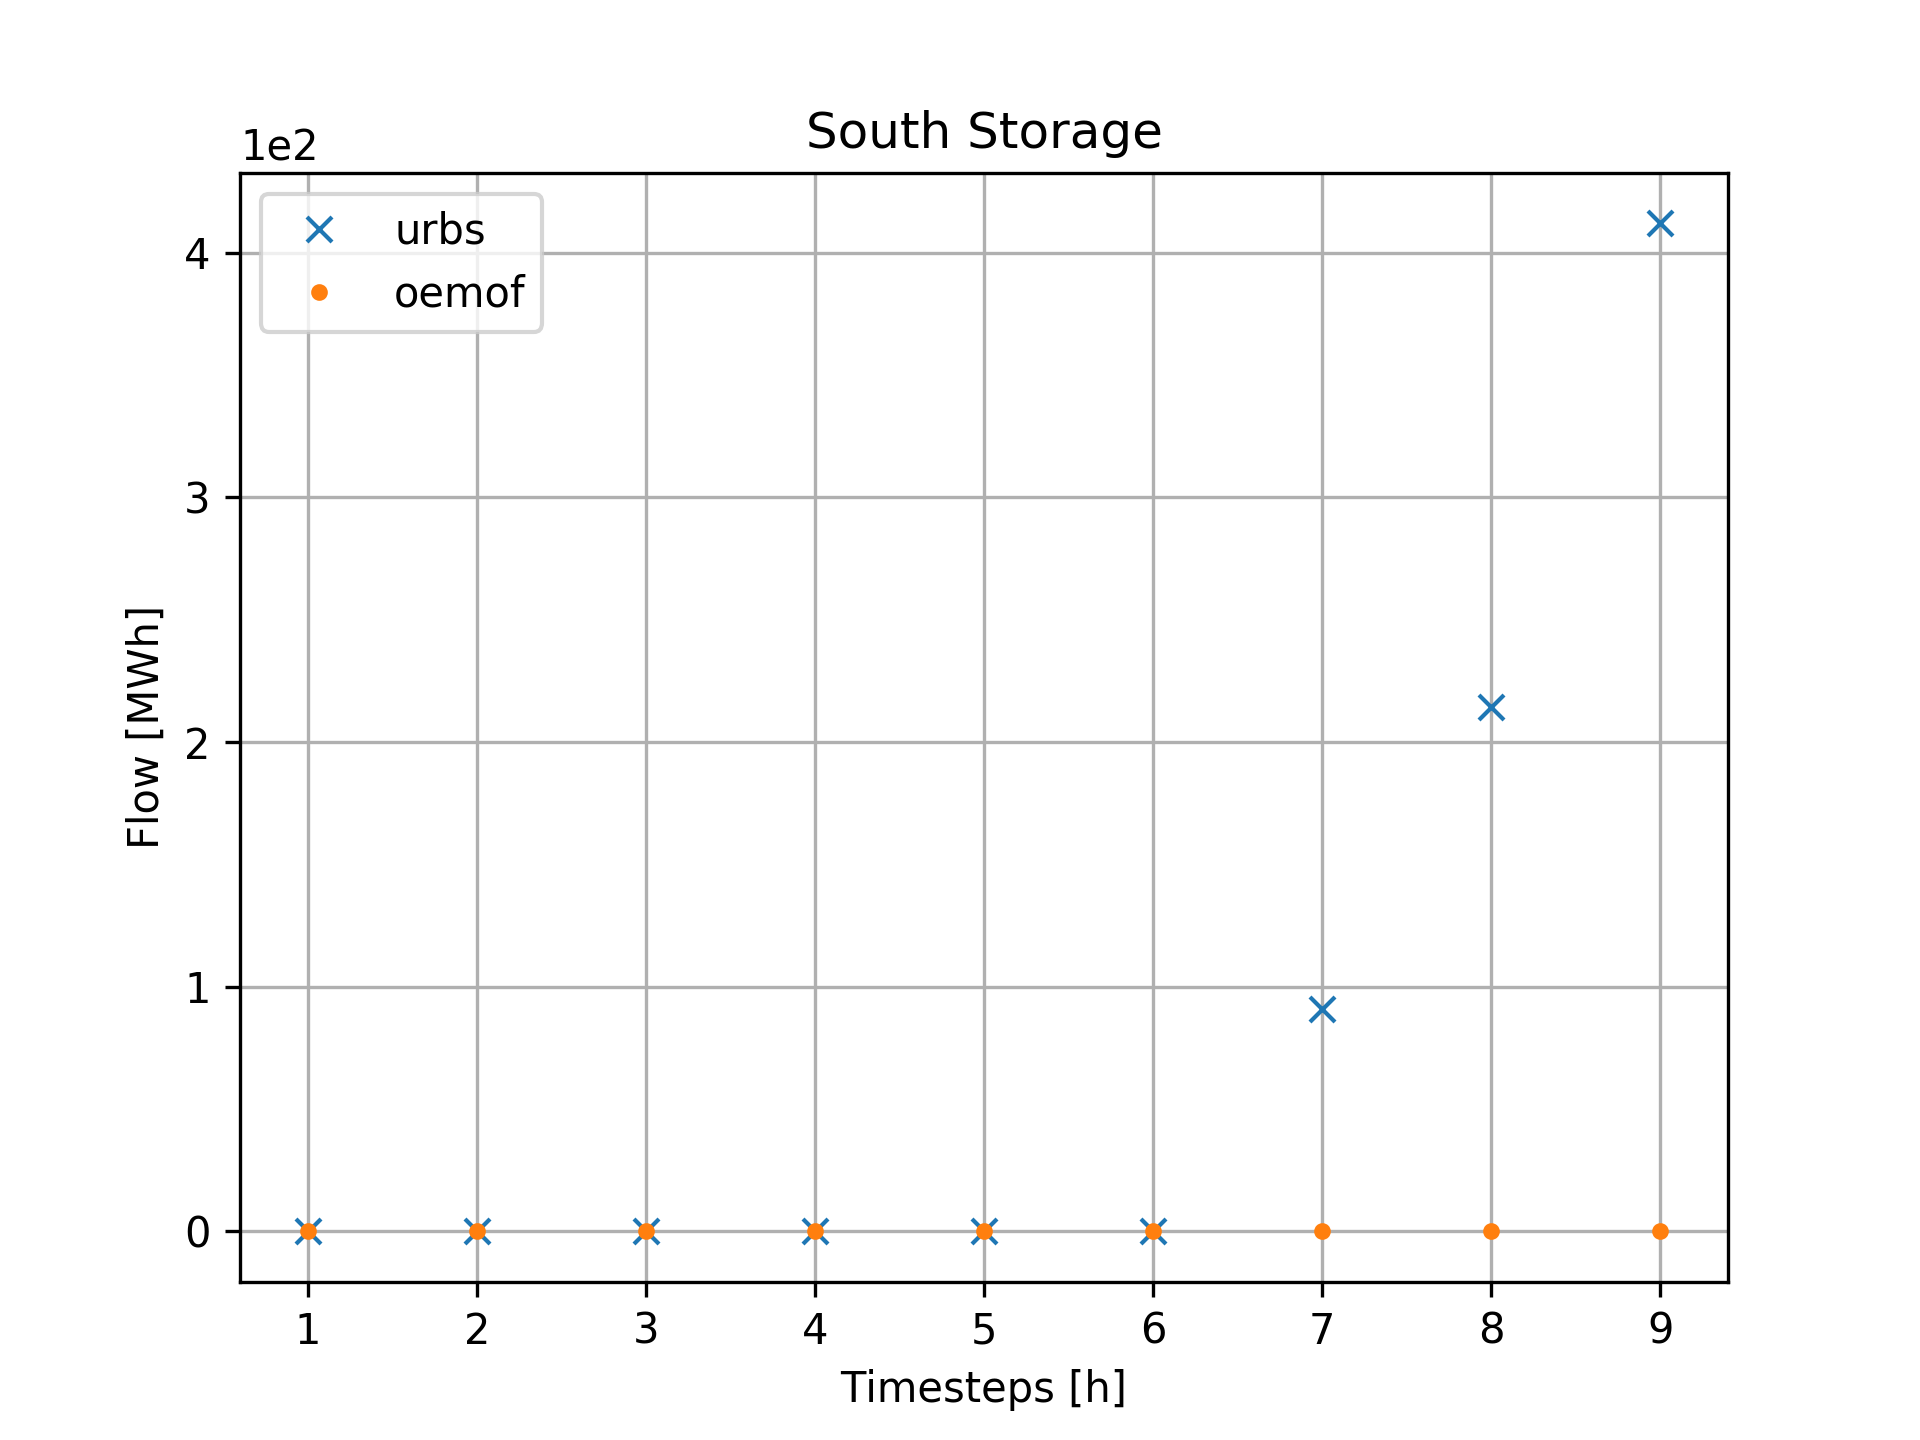 South Storage
1e2
urbs
oemof
4
3
2
1
0
Flow [MWh]
1 2 3 4 5 6 7 8 9
Timesteps [h]